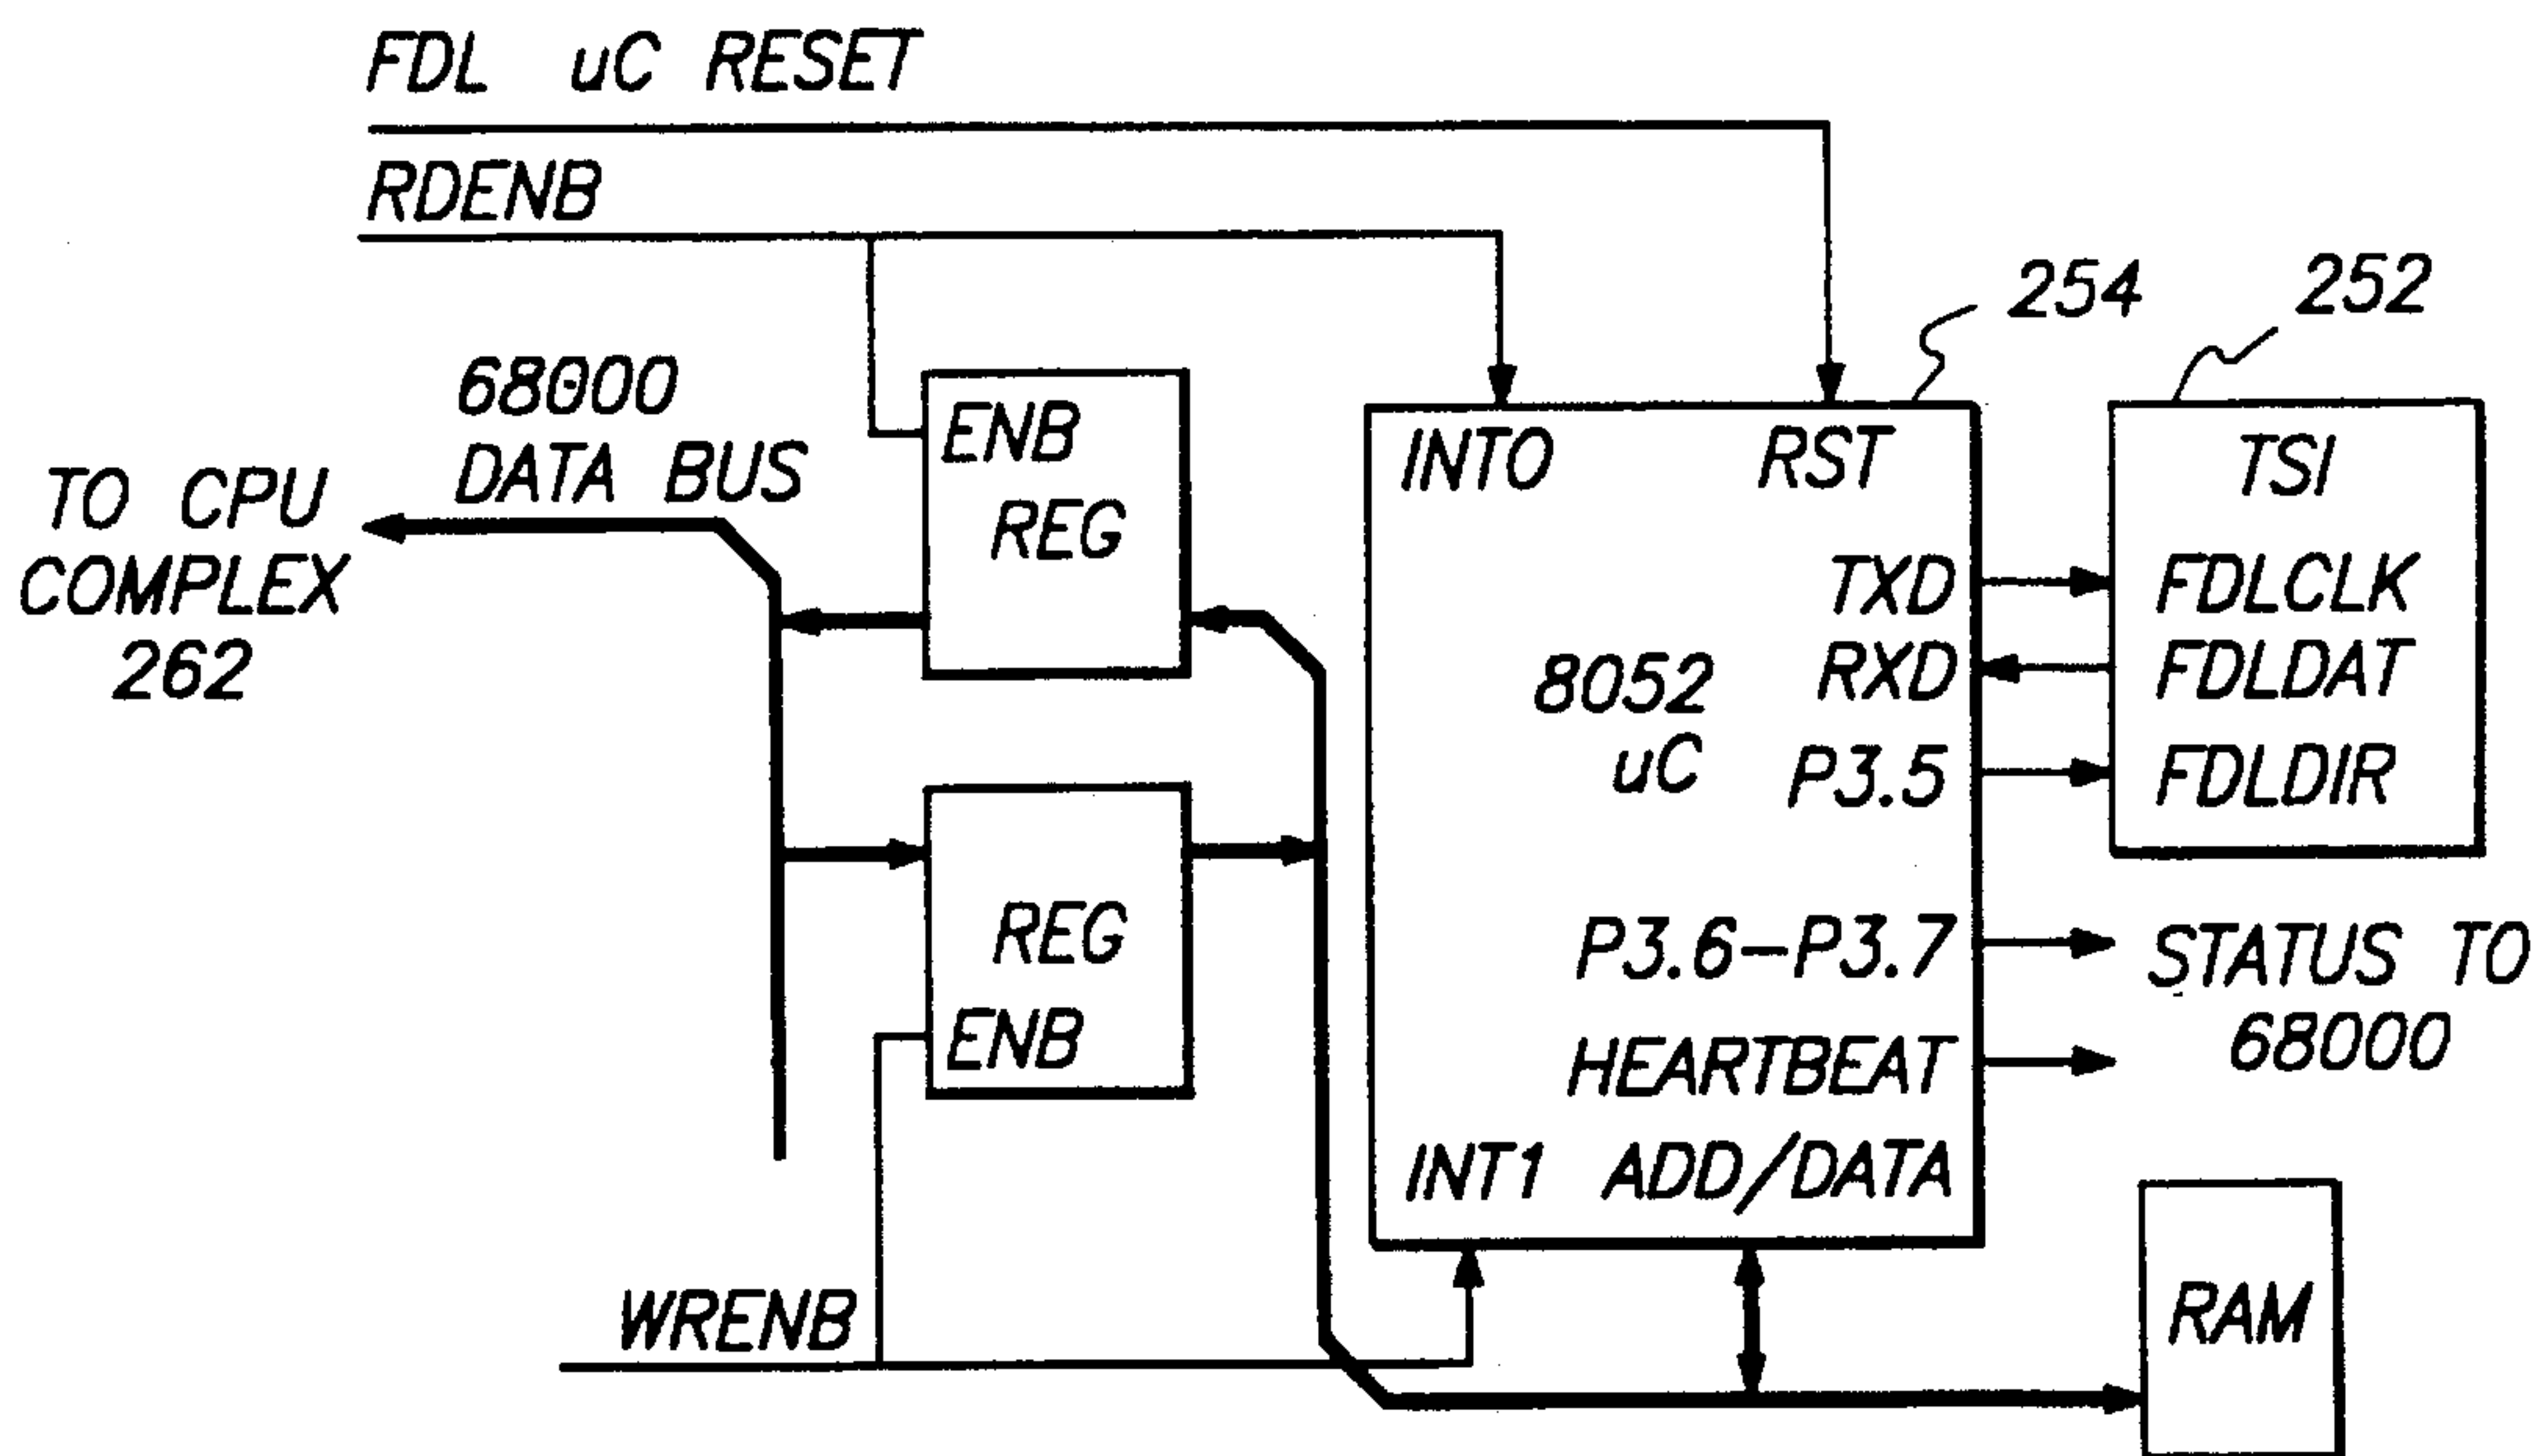 FDL uC RESET
RDENB
254
252
68000
DATA BUS
TO CPU
COMPLEX
262
ENB
REG
REG
ENB
WRENB
INTO
RST
TXD
RXD
8052
uC
P3.5
P3.6-P3.7
HEARTBEAT
INT1
ADD/DATA
TSI
FDLCLK
FDLDAT
FDLDIR
STATUS TO
68000
RAM